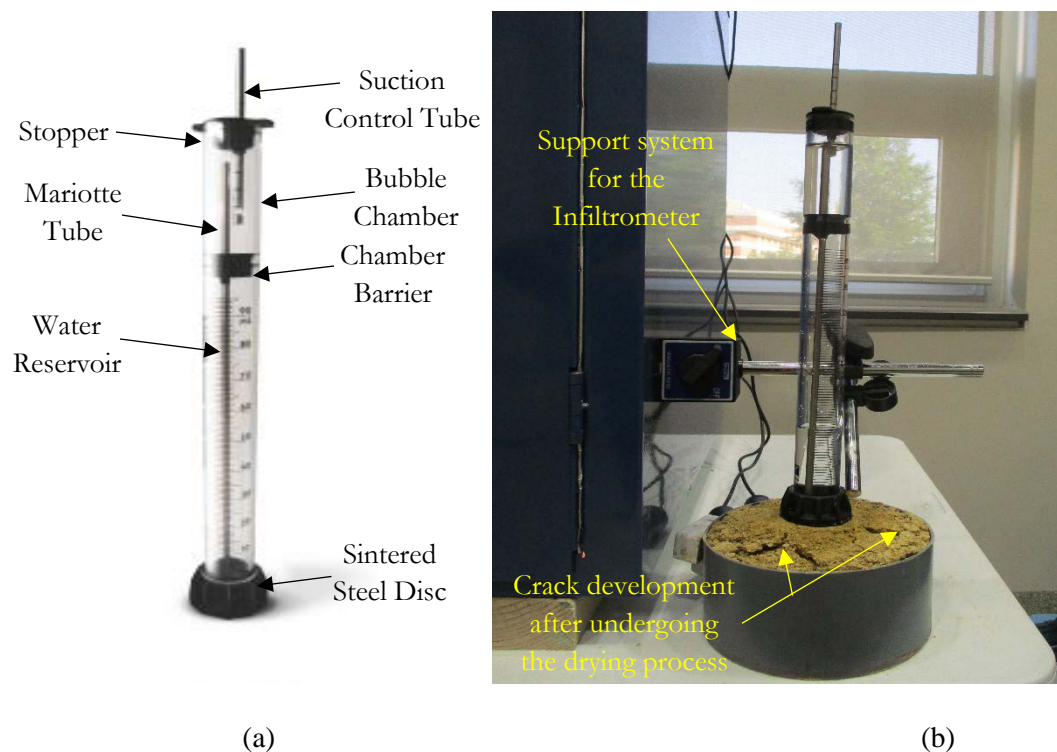 Suction
Control Tube
Stopper
Mariotte
Tube
Bubble
Chamber
Chamber
Barrier
Water
Reservoir
Sintered
Steel Disc
(a)
Support system
for the
Infiltrometer
OFF
Crack development
after undergoing
the drying process
(b)